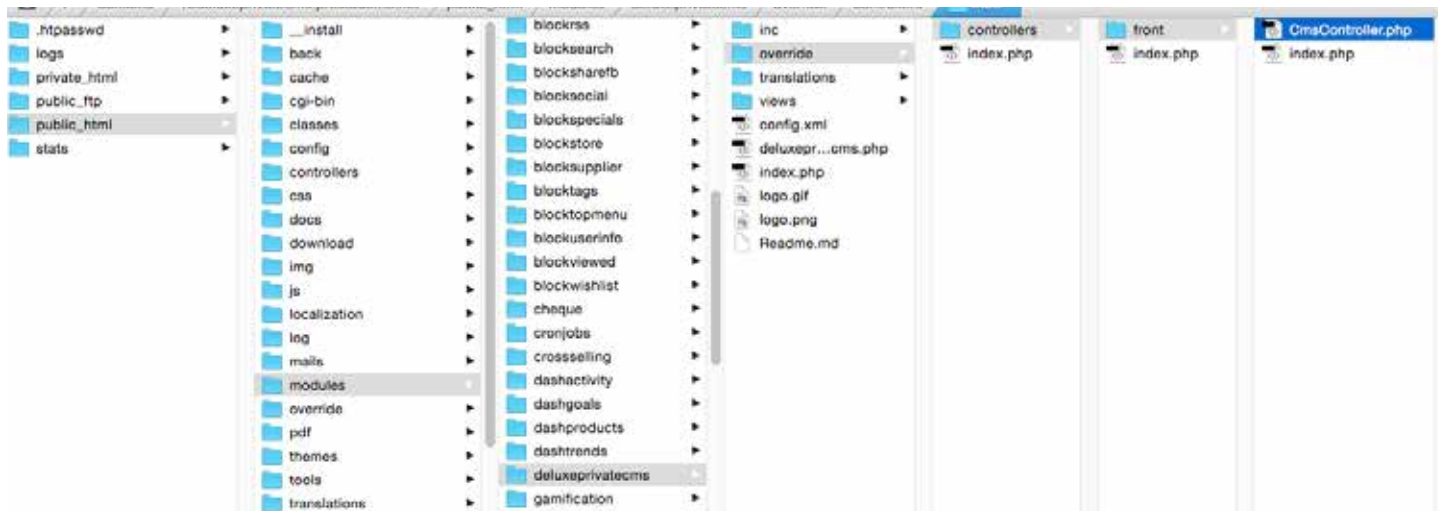 .htpasswd
logs
private_html
public_ftp
public_html
stats
__install
back
cache
cgi-bin
classes
config
controllers
css
docs
download
img
js
localization
log
mails
modules
override
pdf
themes
tools
translations
blockrss
blocksearch
blocksharefb
blocksocial
blockspecials
blockstore
blocksupplier
blocktags
blocktopmenu
blockuserinfo
blockviewed
blockwishlist
cheque
cronjobs
crossselling
dashactivity
dashgoals
dashproducts
dashtrends
deluxeprivatecms
gamification
inc
override
translations
views
config.xml
deluxepr...cms.php
index.php
logo.gif
logo.png
Readme.md
controllers
index.php
front
index.php
CmsController.php
index.php